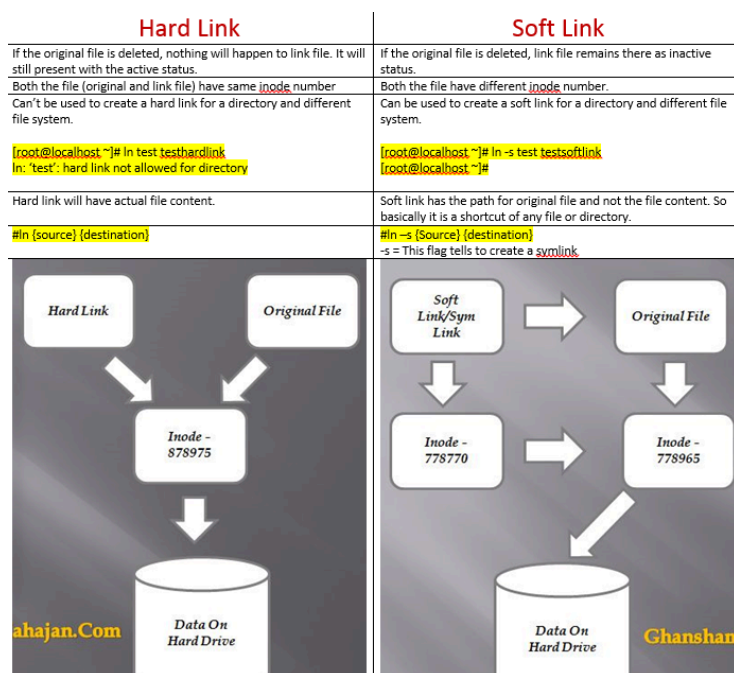 Hard Link
If the original file is deleted, nothing will happen to link file. It will
still present with the active status.
Both the file (original and link file) have same inode number
Can't be used to create a hard link for a directory and different
file system.
[root@localhost ~]# ln test testhardlink
ln: 'test': hard link not allowed for directory
Hard link will have actual file content.
#ln {source} {destination}
Hard Link
Original File
Inode -
878975
Data On
Hard Drive
ahajan.Com
Soft Link
If the original file is deleted, link file remains there as inactive
status.
Both the file have different inode number.
Can be used to create a soft link for a directory and different file
system.
[root@localhost ~]# ln -s test testsoftlink
[root@localhost ~]#
Soft link has the path for original file and not the file content. So
basically it is a shortcut of any file or directory.
#ln –s {Source} {destination}
-s = This flag tells to create a symlink
Soft
Link/Sym
Link
Original File
Inode -
778770
Inode -
778965
Data On
Hard Drive
Ghanshan